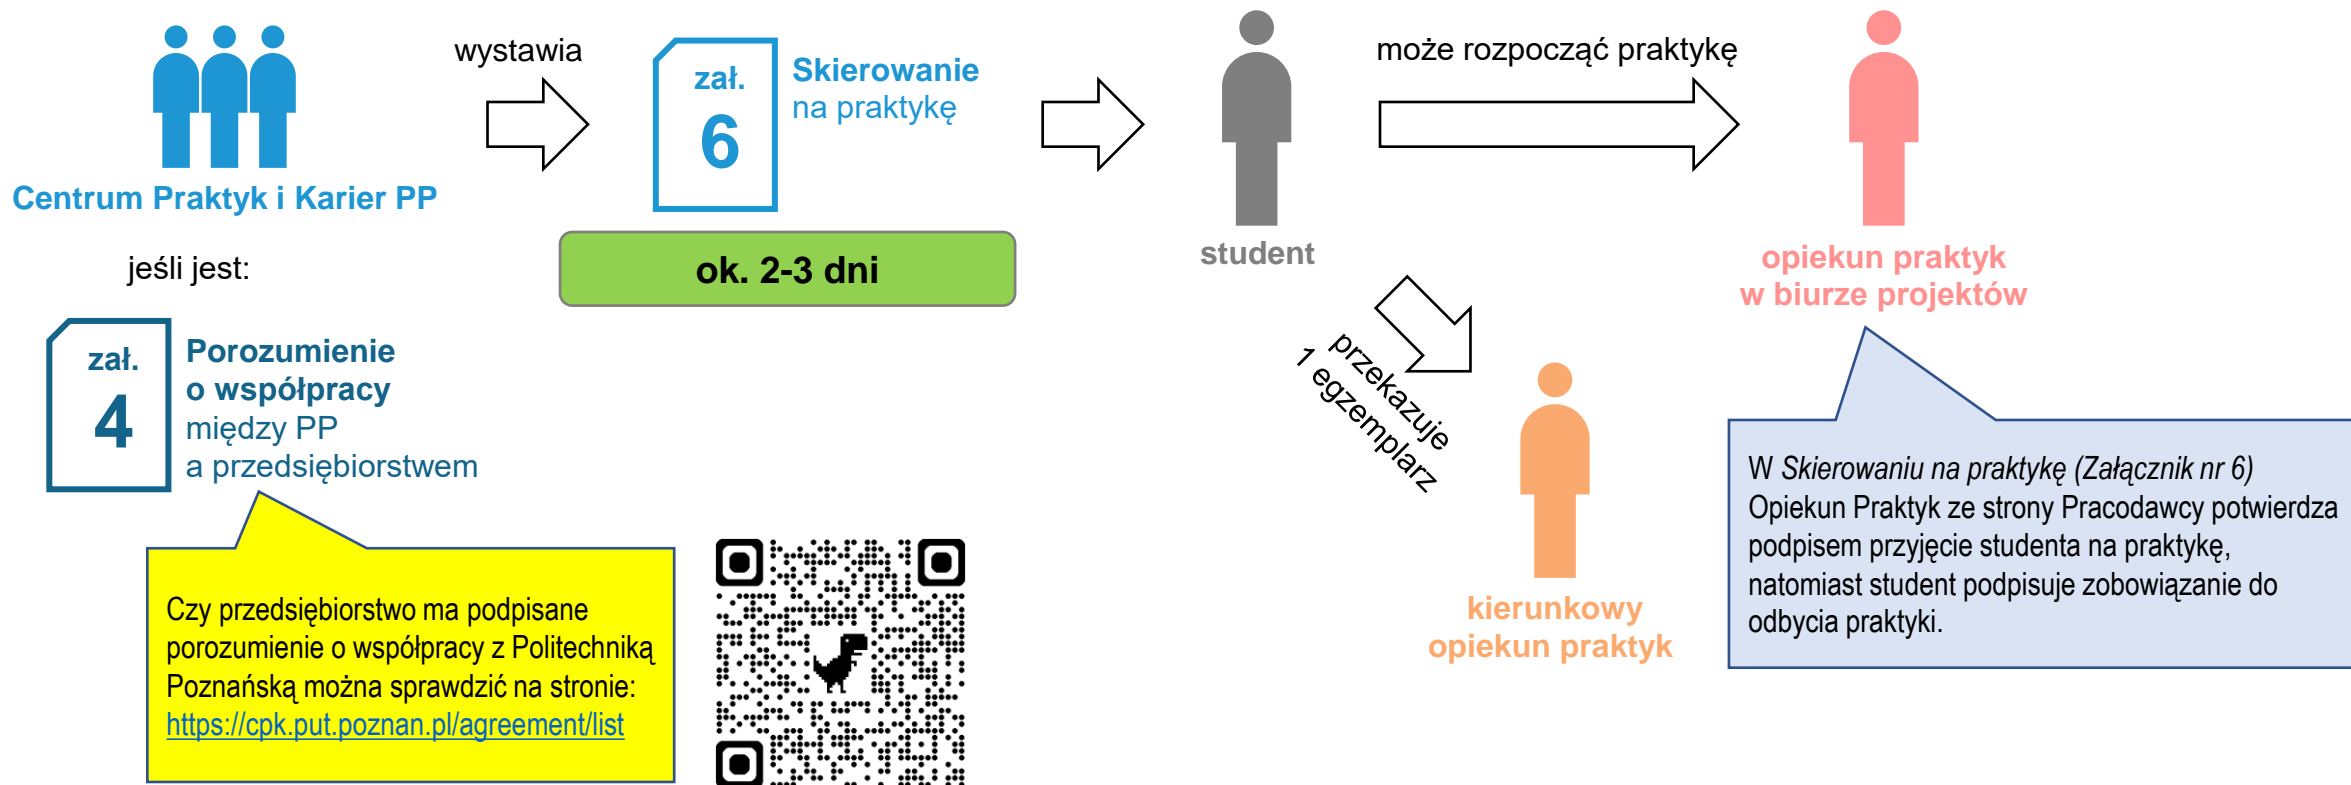 wystawia
zał.
6
Skierowanie
na praktykę
może rozpocząć praktykę
Centrum Praktyk i Karier PP
jeśli jest:
ok. 2-3 dni
student
opiekun praktyk
w biurze projektów
zał.
4
Porozumienie
o współpracy
między PP
a przedsiębiorstwem
przekazuje
1 egzemplarz
kierunkowy
opiekun praktyk
Czy przedsiębiorstwo ma podpisane
porozumienie o współpracy z Politechniką
Poznańską można sprawdzić na stronie:
https://cpk.put.poznan.pl/agreement/list
W Skierowaniu na praktykę (Załącznik nr 6)
Opiekun Praktyk ze strony Pracodawcy potwierdza
podpisem przyjęcie studenta na praktykę,
natomiast student podpisuje zobowiązanie do
odbycia praktyki.